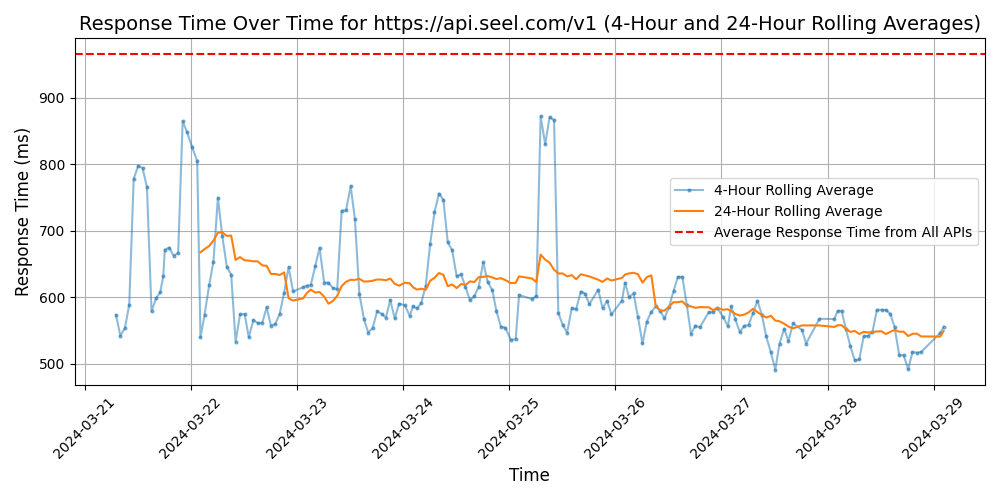 Response Time Over Time for https://api.seel.com/v1 (4-Hour and 24-Hour Rolling Averages)
Response Time (ms)
900
800
700
600
500
4-Hour Rolling Average
24-Hour Rolling Average
Average Response Time from All APIs
2024-03-21
2024-03-22
2024-03-23
2024-03-24
2024-03-25
2024-03-26
2024-03-27
2024-03-28
2024-03-29
Time